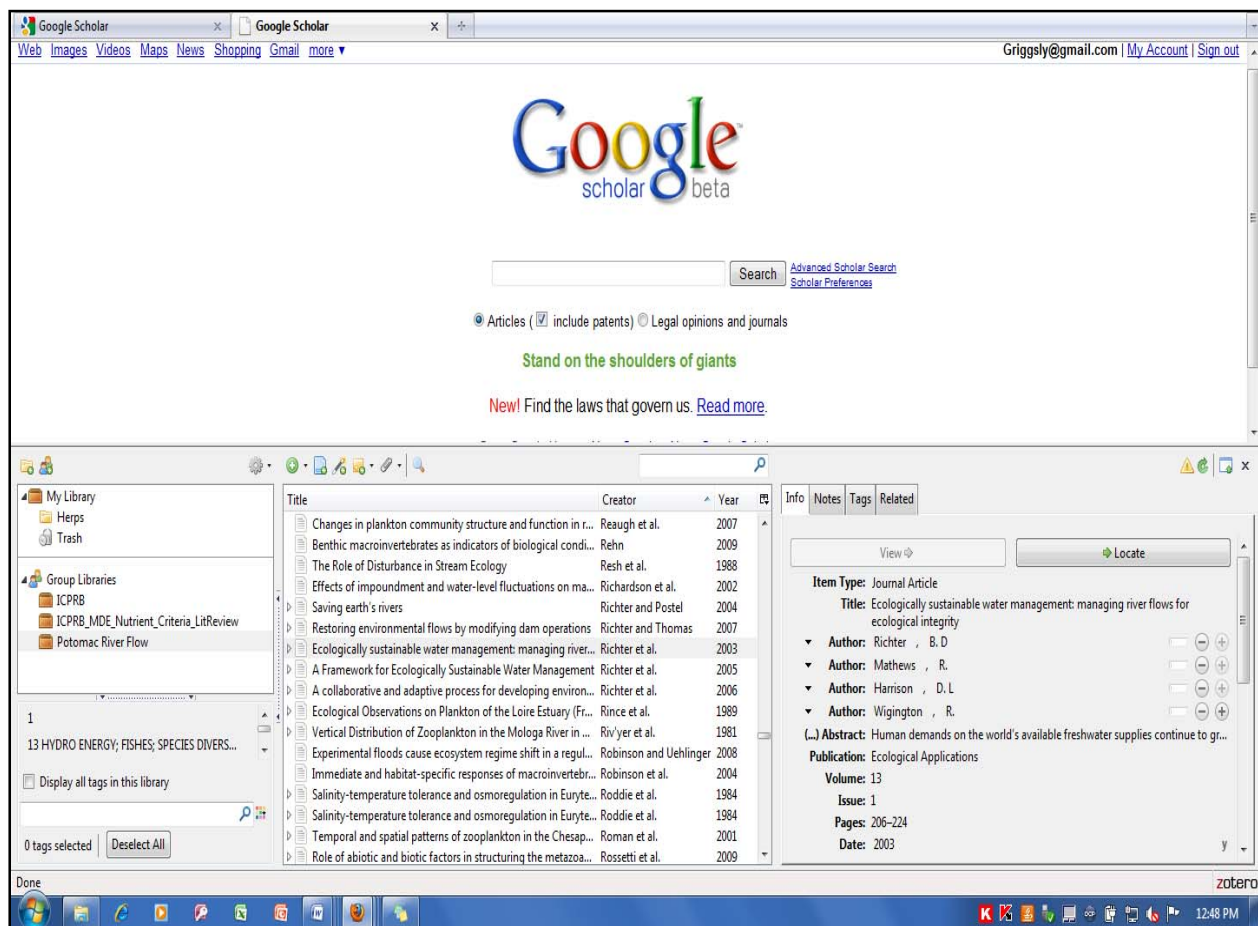 Google Scholar x Google Scholar x
Web Images Videos Maps News Shopping Gmail more ▼ Griggsly@gmail.com | My Account | Sign out
Google
scholar beta
Search
Advanced Scholar Search
Scholar Preferences
Articles ( include patents) Legal opinions and journals
Stand on the shoulders of giants
New! Find the laws that govern us. Read more.
My Library
Herps
Trash
Group Libraries
ICPRB
ICPRB_MDE_Nutrient_Criteria_LitReview
Potomac River Flow
1
13 HYDRO ENERGY; FISHES; SPECIES DIVERS...
Display all tags in this library
0 tags selected Deselect All
Title Creator Year
Changes in plankton community structure and function in r... Reaugh et al. 2007
Benthic macroinvertebrates as indicators of biological condi... Rehn 2009
The Role of Disturbance in Stream Ecology Resh et al. 1988
Effects of impoundment and water-level fluctuations on ma... Richardson et al. 2002
Saving earth's rivers Richter and Postel 2004
Restoring environmental flows by modifying dam operations Richter and Thomas 2007
Ecologically sustainable water management: managing river... Richter et al. 2003
A Framework for Ecologically Sustainable Water Management Richter et al. 2005
A collaborative and adaptive process for developing environ... Richter et al. 2006
Ecological Observations on Plankton of the Loire Estuary (Fr... Rince et al. 1989
Vertical Distribution of Zooplankton in the Mologa River in ... Riv'yer et al. 1981
Experimental floods cause ecosystem regime shift in a regul... Robinson and Uehlinger 2008
Immediate and habitat-specific responses of macroinvertebr... Robinson et al. 2004
Salinity-temperature tolerance and osmoregulation in Euryte... Roddie et al. 1984
Salinity-temperature tolerance and osmoregulation in Euryte... Roddie et al. 1984
Temporal and spatial patterns of zooplankton in the Chesap... Roman et al. 2001
Role of abiotic and biotic factors in structuring the metazoa... Rossetti et al. 2009
Info Notes Tags Related
View Locate
Item Type: Journal Article
Title: Ecologically sustainable water management: managing river flows for
ecological integrity
Author: Richter , B. D
Author: Mathews , R.
Author: Harrison , D. L
Author: Wigington , R.
(...) Abstract: Human demands on the world's available freshwater supplies continue to gr...
Publication: Ecological Applications
Volume: 13
Issue: 1
Pages: 206–224
Date: 2003 y
Done zotero
12:48 PM